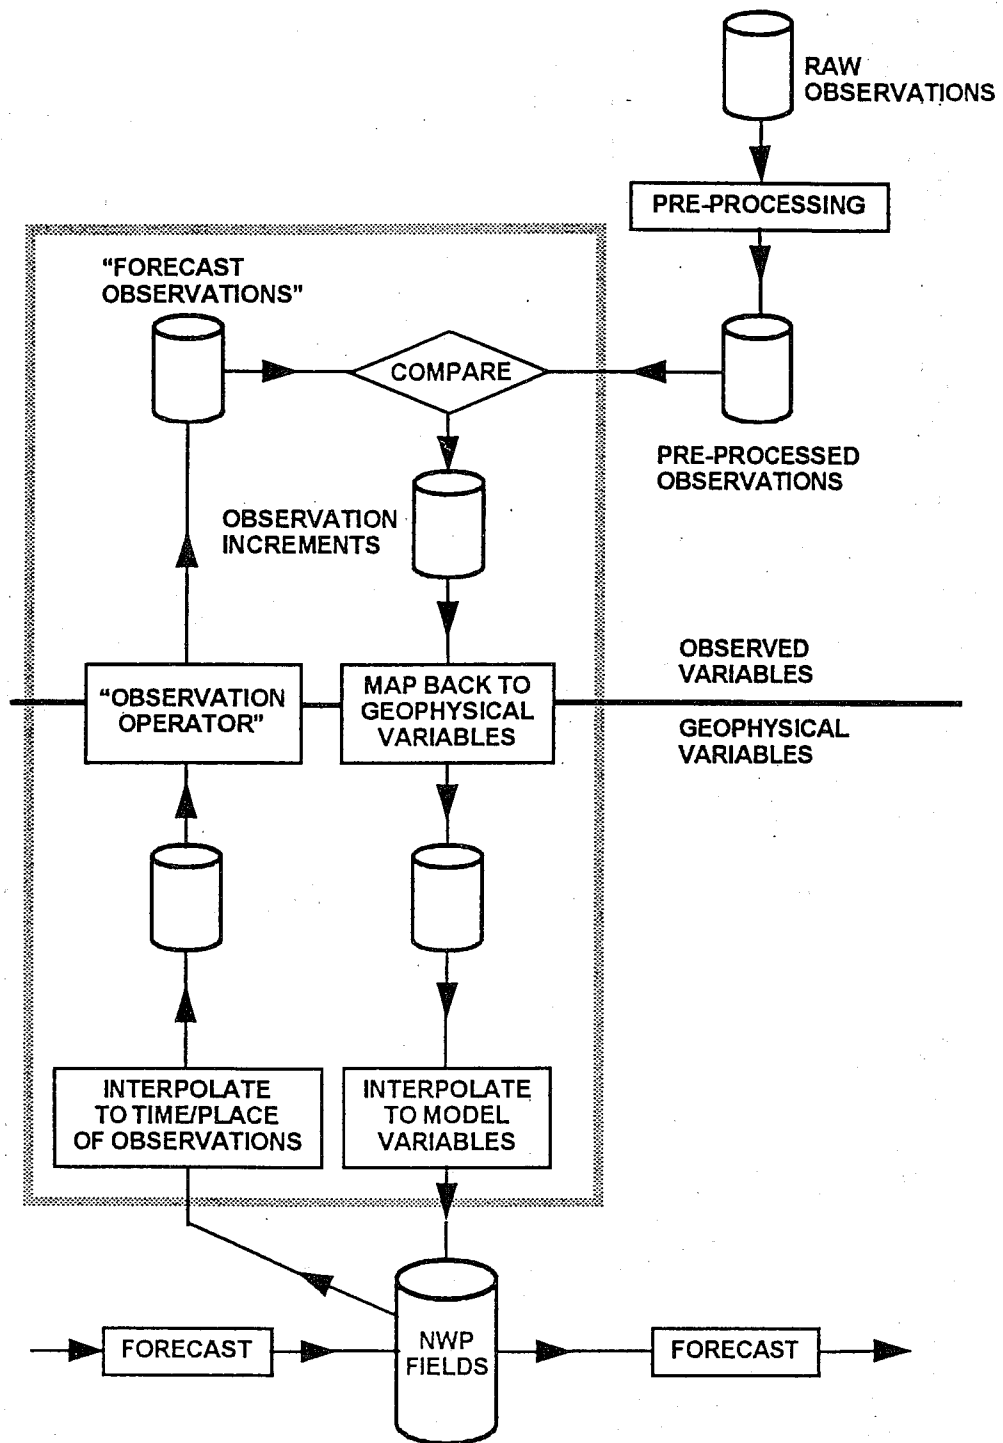 RAW
OBSERVATIONS
PRE-PROCESSING
“FORECAST
OBSERVATIONS”
COMPARE
PRE-PROCESSED
OBSERVATIONS
OBSERVATION
INCREMENTS
“OBSERVATION
OPERATOR”
MAP BACK TO
GEOPHYSICAL
VARIABLES
OBSERVED
VARIABLES
GEOPHYSICAL
VARIABLES
INTERPOLATE
TO TIME/PLACE
OF OBSERVATIONS
INTERPOLATE
TO MODEL
VARIABLES
FORECAST
NWP
FIELDS
FORECAST